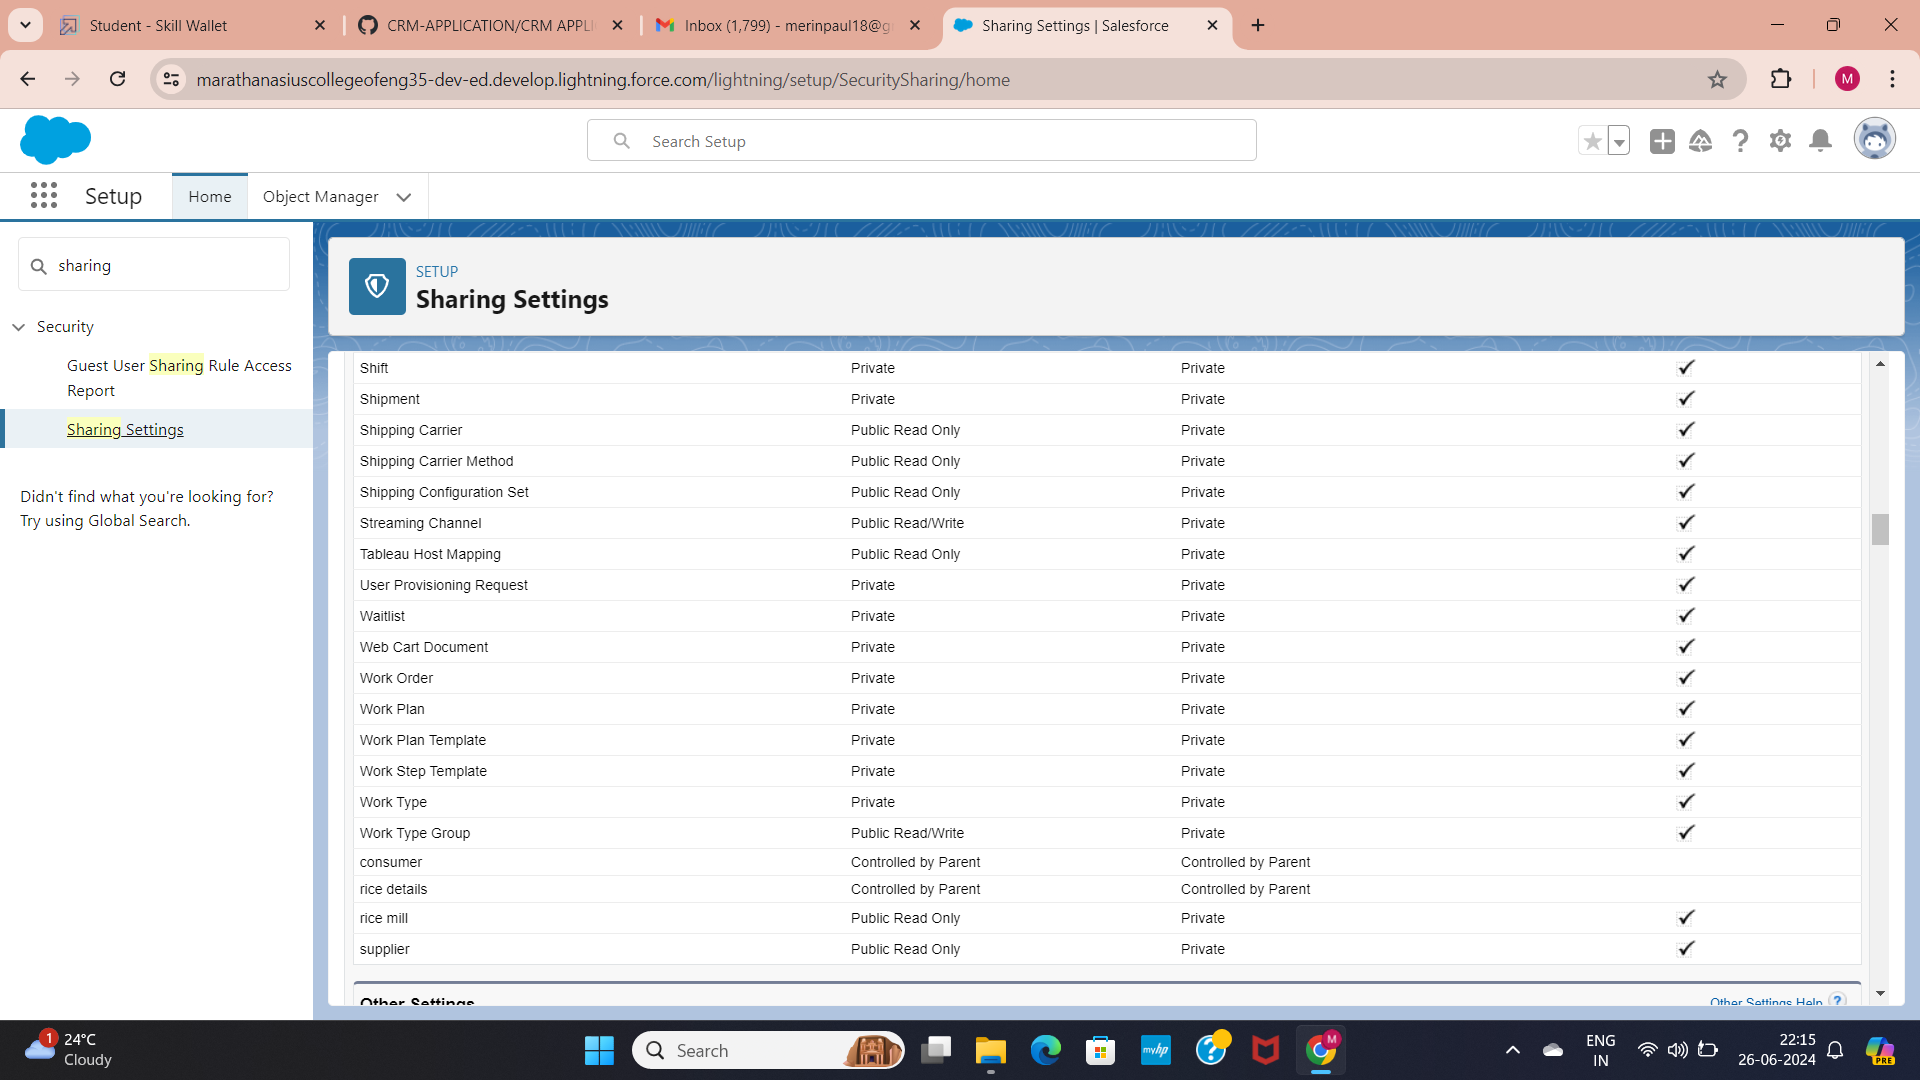 Student - Skill Wallet
CRM-APPLICATION/CRM APPLI
Inbox (1,799) - merinpaul18@g
Sharing Settings | Salesforce
marathanasiuscollegeofeng35-dev-ed.develop.lightning.force.com/lightning/setup/SecuritySharing/home
M
Search Setup
Setup
Home
Object Manager
sharing
Security
Guest User Sharing Rule Access
Report
Sharing Settings
Didn't find what you're looking for?
Try using Global Search.
SETUP
Sharing Settings
Shift Private Private
Shipment Private Private
Shipping Carrier Public Read Only Private
Shipping Carrier Method Public Read Only Private
Shipping Configuration Set Public Read Only Private
Streaming Channel Public Read/Write Private
Tableau Host Mapping Public Read Only Private
User Provisioning Request Private Private
Waitlist Private Private
Web Cart Document Private Private
Work Order Private Private
Work Plan Private Private
Work Plan Template Private Private
Work Step Template Private Private
Work Type Private Private
Work Type Group Public Read/Write Private
consumer Controlled by Parent Controlled by Parent
rice details Controlled by Parent Controlled by Parent
rice mill Public Read Only Private
supplier Public Read Only Private
Other Settings
Other Settings Help ?
1
24°C
Cloudy
Search
myhp
M
ENG
IN
22:15
26-06-2024
PRE